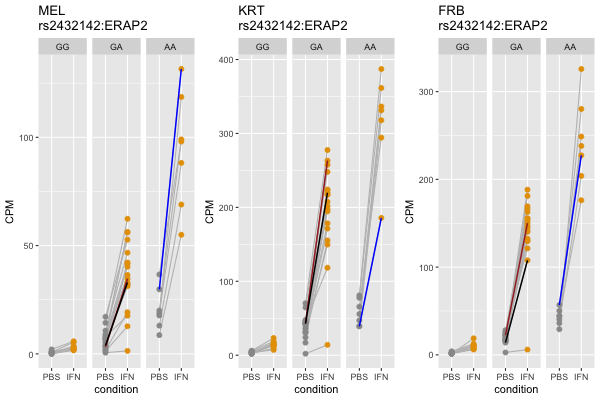 MEL
rs2432142:ERAP2
GG GA AA
CPM
100
50
0
PBS IFN PBS IFN PBS IFN
condition
KRT
rs2432142:ERAP2
GG GA AA
CPM
400
300
200
100
0
PBS IFN PBS IFN PBS IFN
condition
FRB
rs2432142:ERAP2
GG GA AA
CPM
300
200
100
0
PBS IFN PBS IFN PBS IFN
condition